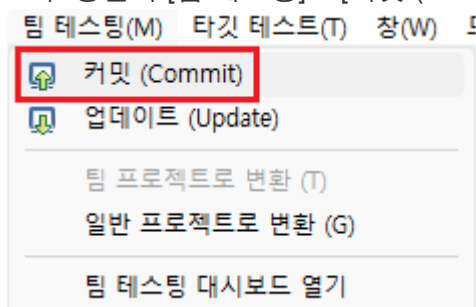 팀 테스팅(M) 타깃 테스트(T) 창(W)
커밋 (Commit)
업데이트 (Update)
팀 프로젝트로 변환 (T)
일반 프로젝트로 변환 (G)
팀 테스팅 대시보드 열기